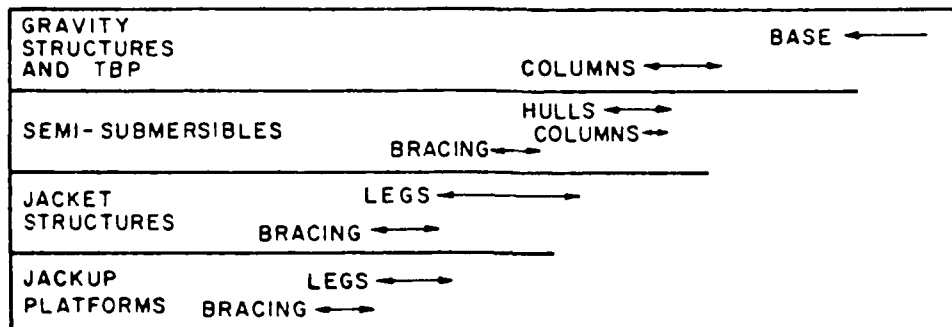 GRAVITY
STRUCTURES
AND TBP
BASE
COLUMNS
SEMI-SUBMERSIBLES
HULLS
COLUMNS
BRACING
JACKET
STRUCTURES
LEGS
BRACING
JACKUP
PLATFORMS
LEGS
BRACING